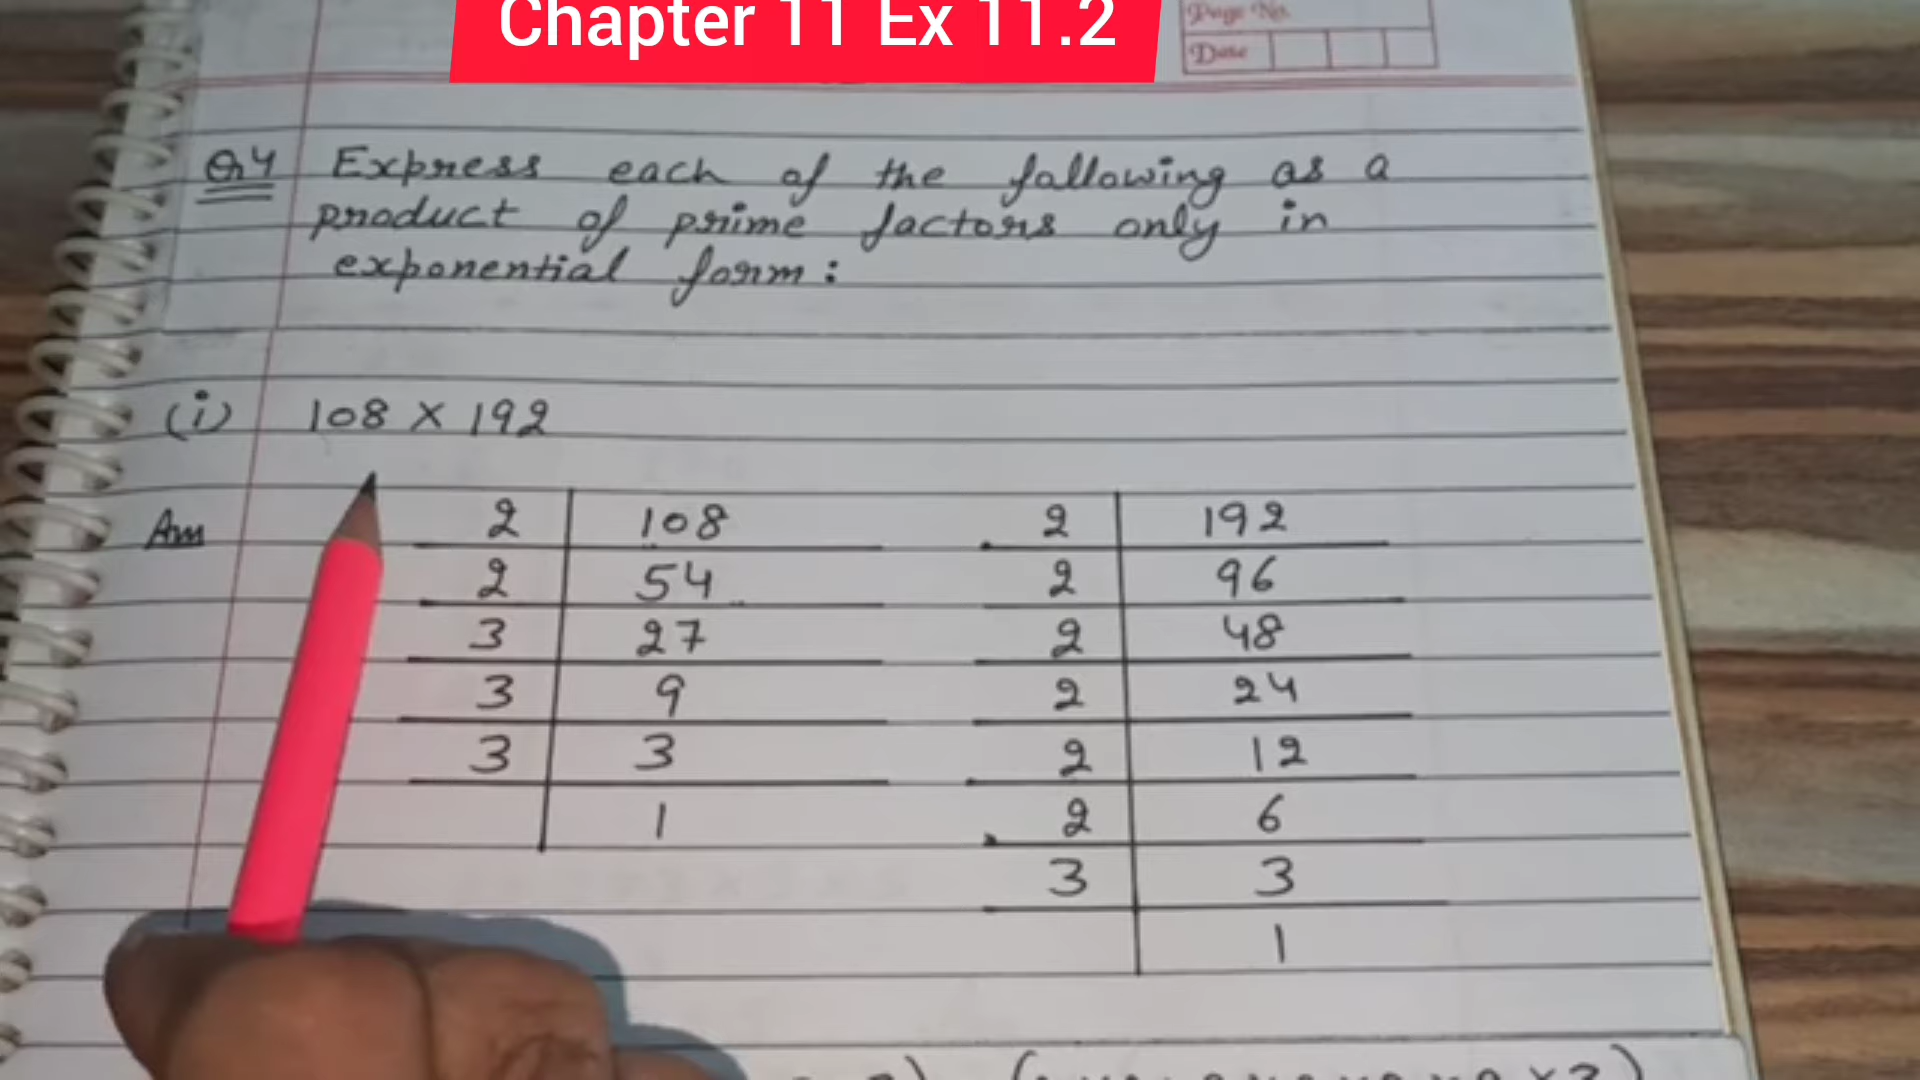 Chapter 11 Ex 11.2
Page No.
Date
Q4 Express each of the following as a
product of prime factors only in
exponential form:
(i) 108 × 192
Ans
2 108
2 54
3 27
3 9
3 3
1
2 192
2 96
2 48
2 24
2 12
2 6
3 3
1